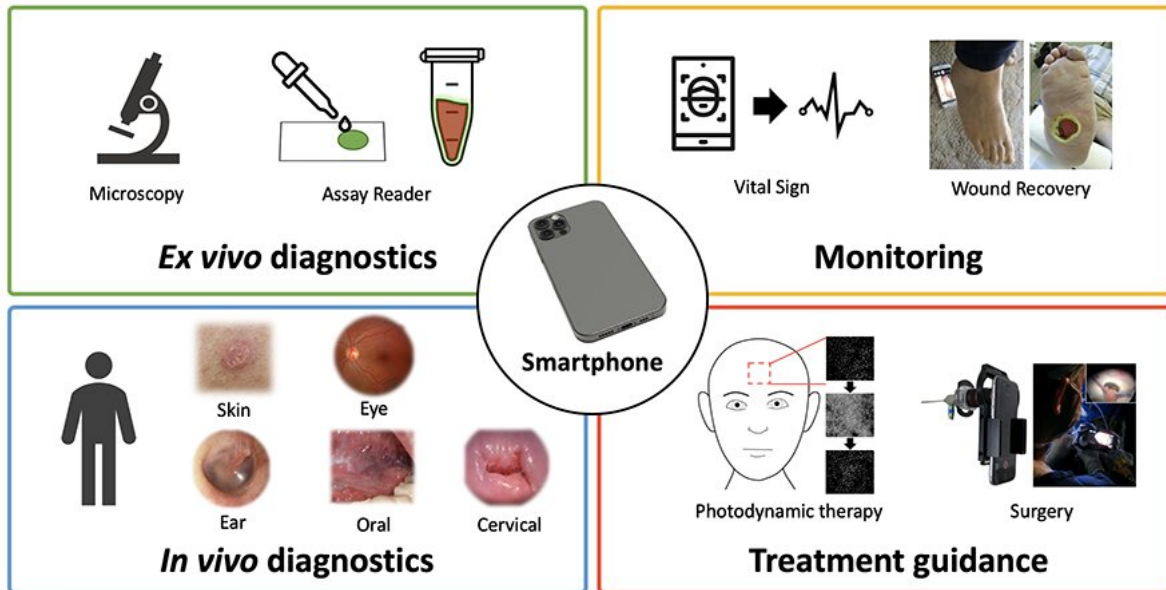 Microscopy
Assay Reader
Ex vivo diagnostics
Vital Sign
Wound Recovery
Monitoring
Smartphone
Skin
Eye
Ear
Oral
Cervical
In vivo diagnostics
Photodynamic therapy
Surgery
Treatment guidance